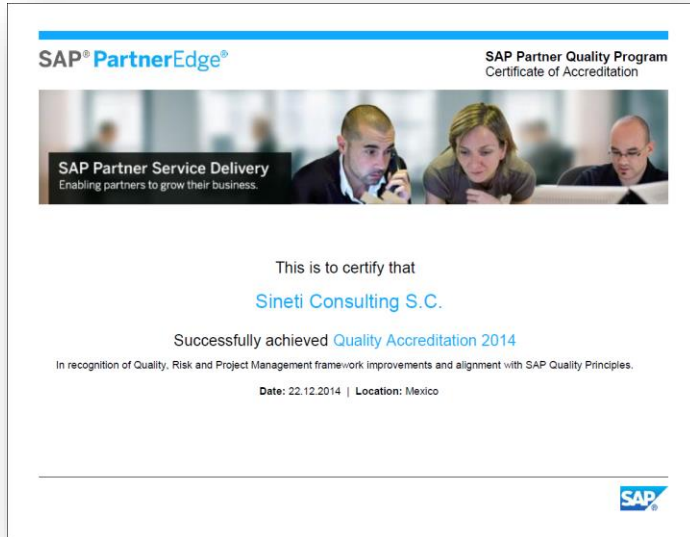 SAP® PartnerEdge®
SAP Partner Quality Program
Certificate of Accreditation
SAP Partner Service Delivery
Enabling partners to grow their business.
This is to certify that
Sineti Consulting S.C.
Successfully achieved Quality Accreditation 2014
In recognition of Quality, Risk and Project Management framework improvements and alignment with SAP Quality Principles.
Date: 22.12.2014 | Location: Mexico
SAP®